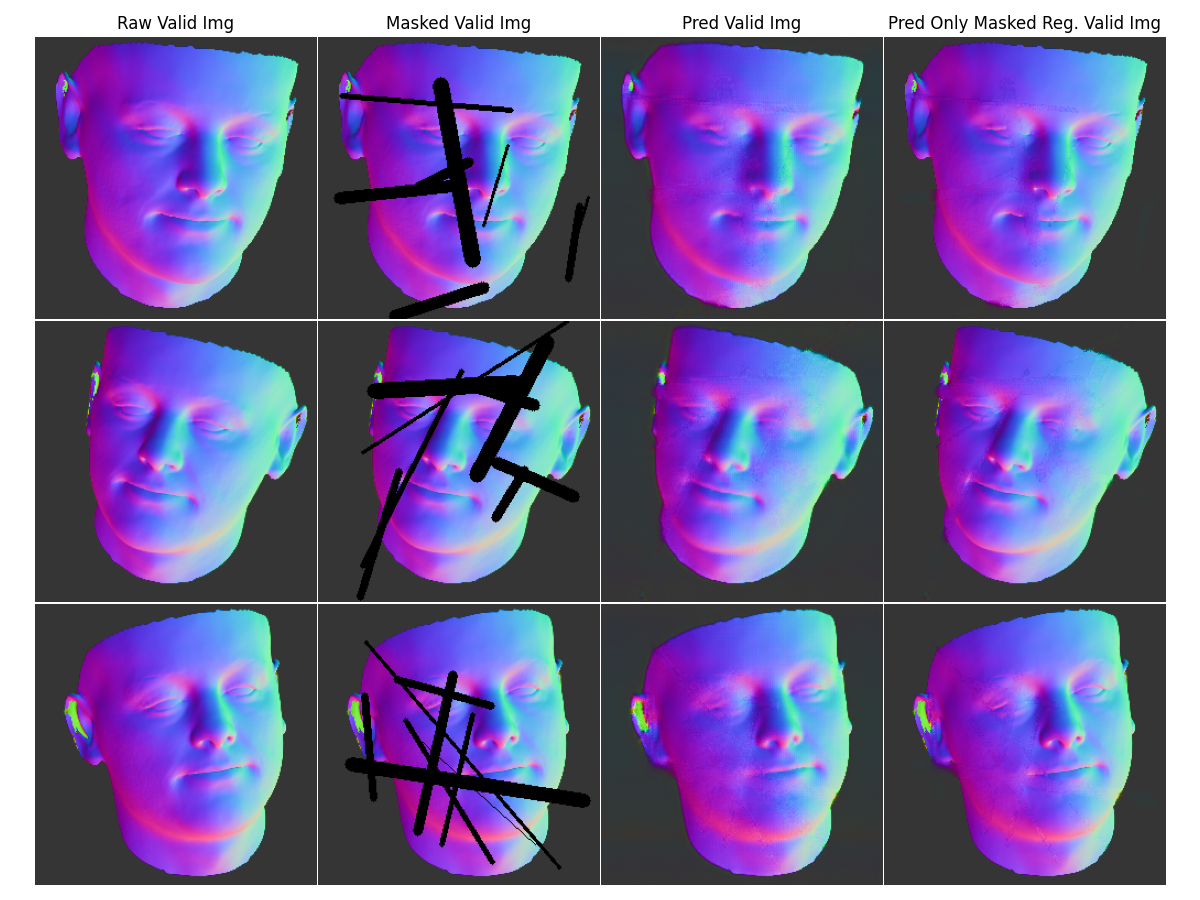 Raw Valid Img
Masked Valid Img
Pred Valid Img
Pred Only Masked Reg. Valid Img